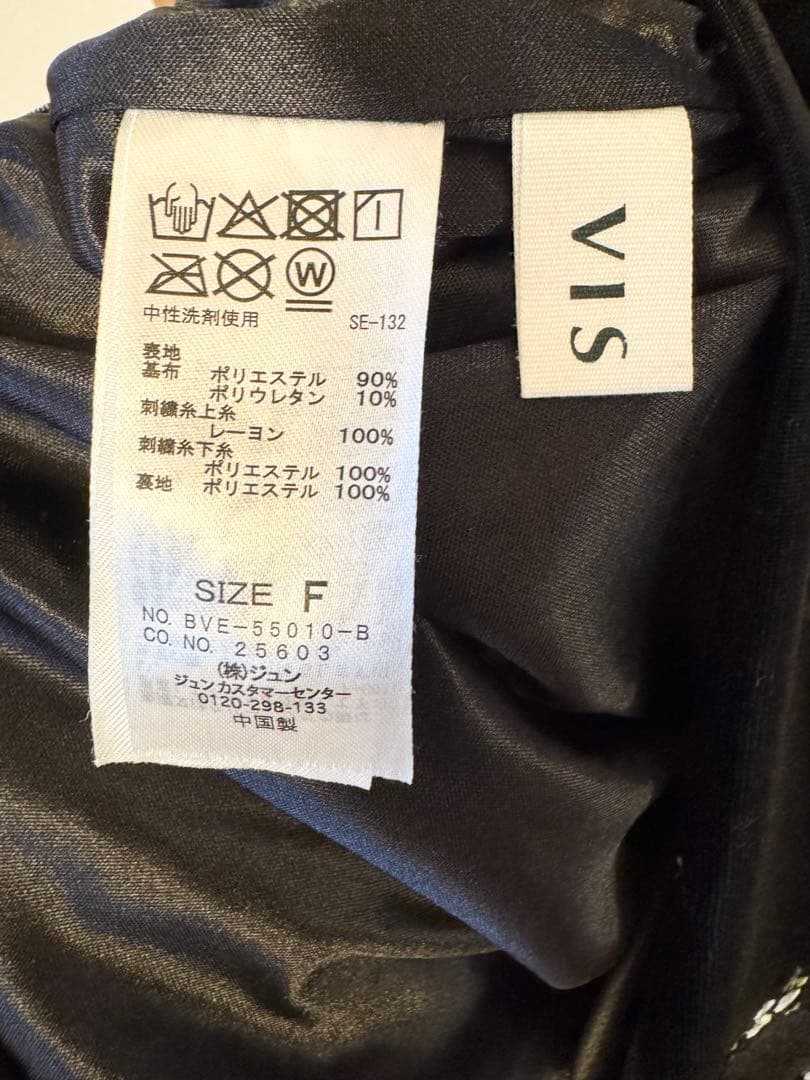 W
中性洗剤使用 SE-132
表地
基布 ポリエステル 90%
ポリウレタン 10%
刺繍糸上糸
レーヨン 100%
刺繍糸下糸
ポリエステル 100%
裏地 ポリエステル 100%
SIZE F
NO. BVE-55010-B
CO. NO. 25603
(株)ジュン
ジュンカスタマーセンター
0120-298-133
中国製
VIS